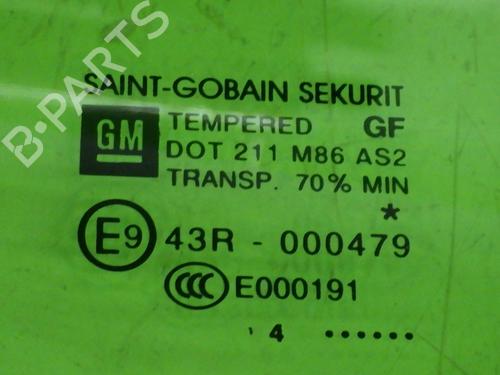 B-PARTS
SAINT-GOBAIN SEKURIT
GM TEMPERED GF
DOT 211 M86 AS2
TRANSP. 70% MIN
*
E9 43R - 000479
CCC E000191
4 ......